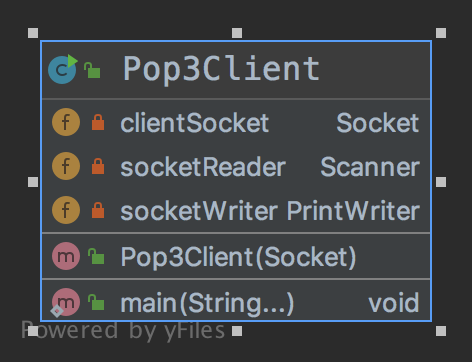 Pop3Client
clientSocket Socket
socketReader Scanner
socketWriter PrintWriter
Pop3Client(Socket)
main(String...) void
Powered by yFiles